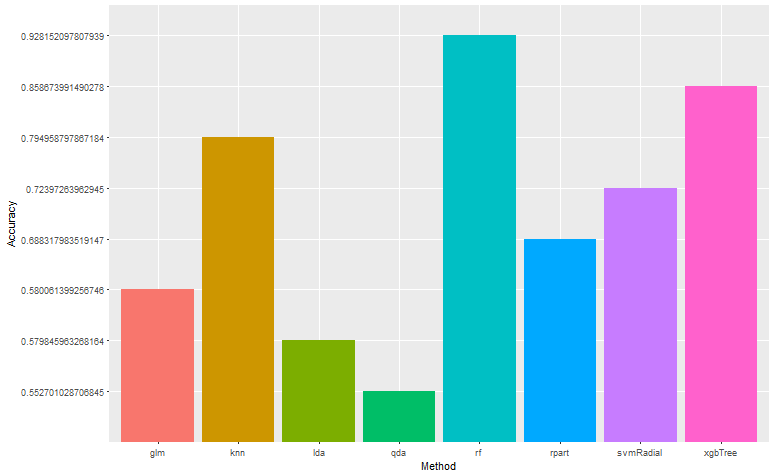 0.928152097807939
0.858673991490278
0.794958797867184
0.72397263962945
0.688317983519147
0.580061399256746
0.579845963268164
0.552701028706845
Accuracy
glm knn lda qda rf rpart svmRadial xgbTree
Method